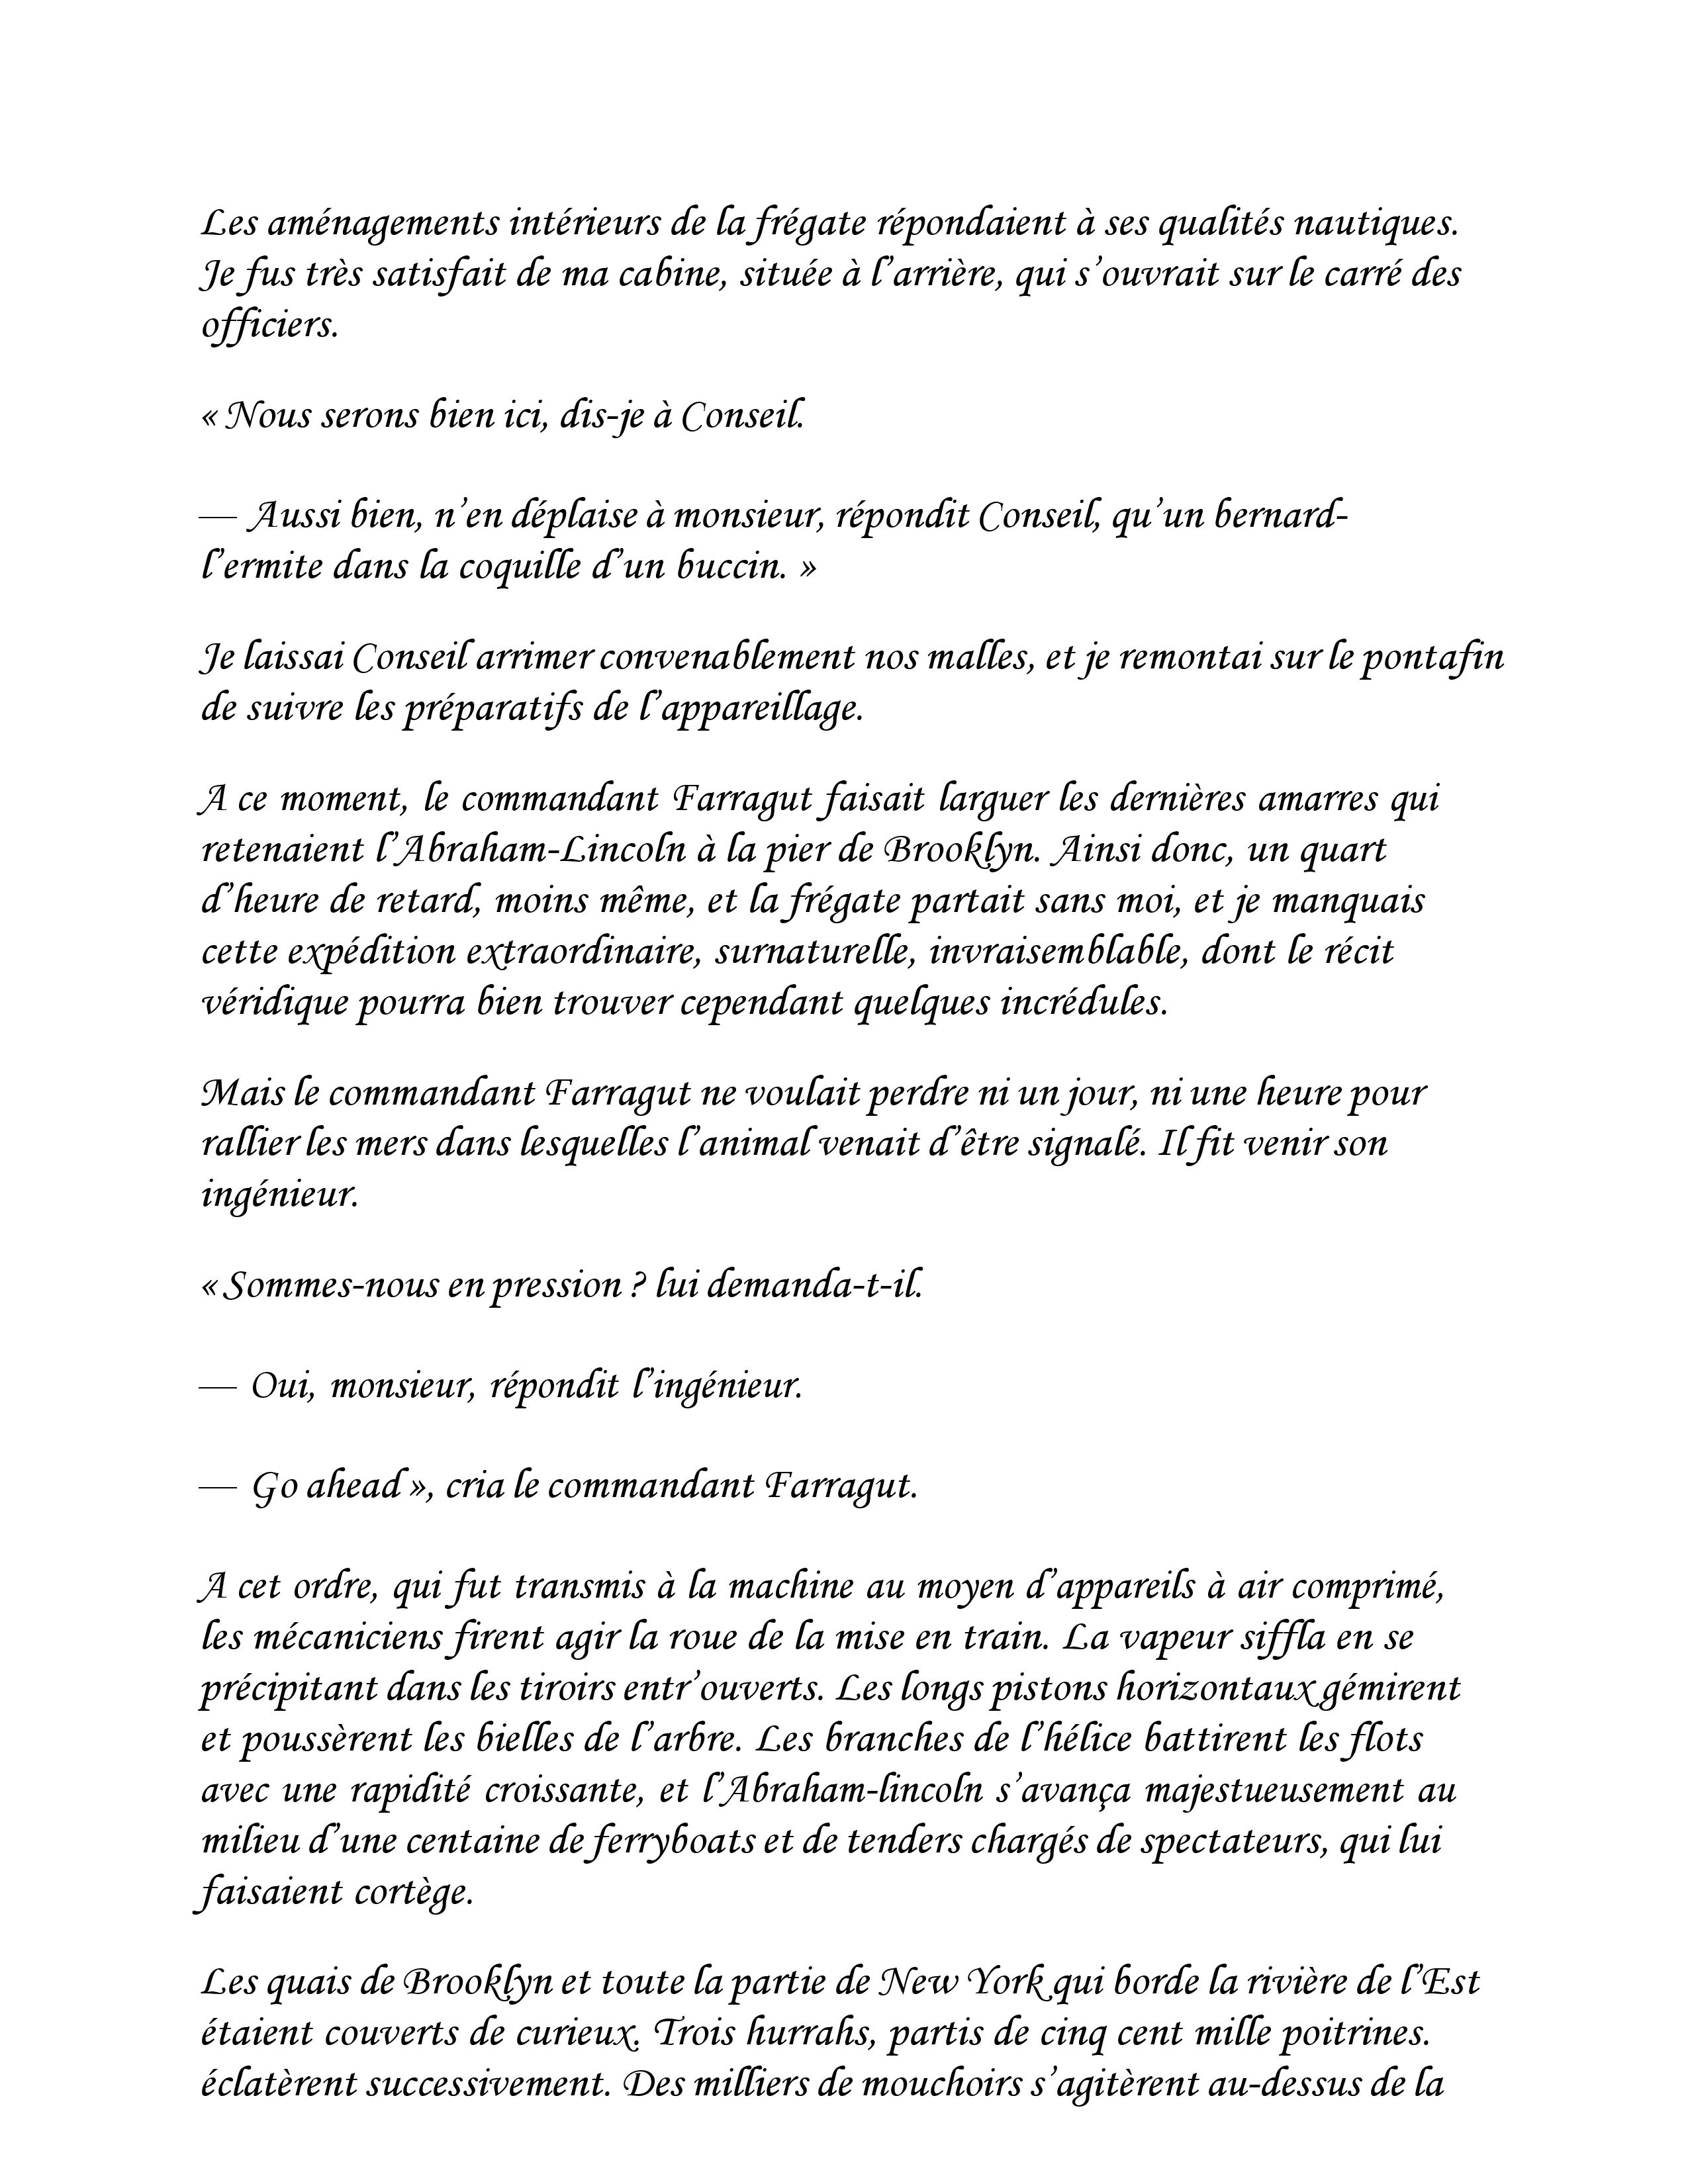 Les aménagements intérieurs de la frégate répondaient à ses qualités nautiques.
Je fus très satisfait de ma cabine, située à l’arrière, qui s’ouvrait sur le carré des
officiers.
« Nous serons bien ici, dis-je à Conseil.
— Aussi bien, n’en déplaise à monsieur, répondit Conseil, qu’un bernard-
l’ermite dans la coquille d’un buccin. »
Je laissai Conseil arrimer convenablement nos malles, et je remontai sur le pontafin
de suivre les préparatifs de l’appareillage.
A ce moment, le commandant Farragut faisait larguer les dernières amarres qui
retenaient l’Abraham-Lincoln à la pier de Brooklyn. Ainsi donc, un quart
d’heure de retard, moins même, et la frégate partait sans moi, et je manquais
cette expédition extraordinaire, surnaturelle, invraisemblable, dont le récit
véridique pourra bien trouver cependant quelques incrédules.
Mais le commandant Farragut ne voulait perdre ni un jour, ni une heure pour
rallier les mers dans lesquelles l’animal venait d’être signalé. Il fit venir son
ingénieur.
« Sommes-nous en pression ? lui demanda-t-il.
— Oui, monsieur, répondit l’ingénieur.
— Go ahead », cria le commandant Farragut.
A cet ordre, qui fut transmis à la machine au moyen d’appareils à air comprimé,
les mécaniciens firent agir la roue de la mise en train. La vapeur siffla en se
précipitant dans les tiroirs entr’ouverts. Les longs pistons horizontaux gémirent
et poussèrent les bielles de l’arbre. Les branches de l’hélice battirent les flots
avec une rapidité croissante, et l’Abraham-lincoln s’avança majestueusement au
milieu d’une centaine de ferryboats et de tenders chargés de spectateurs, qui lui
faisaient cortège.
Les quais de Brooklyn et toute la partie de New York qui borde la rivière de l’Est
étaient couverts de curieux. Trois hurrahs, partis de cinq cent mille poitrines.
éclatèrent successivement. Des milliers de mouchoirs s’agitèrent au-dessus de la